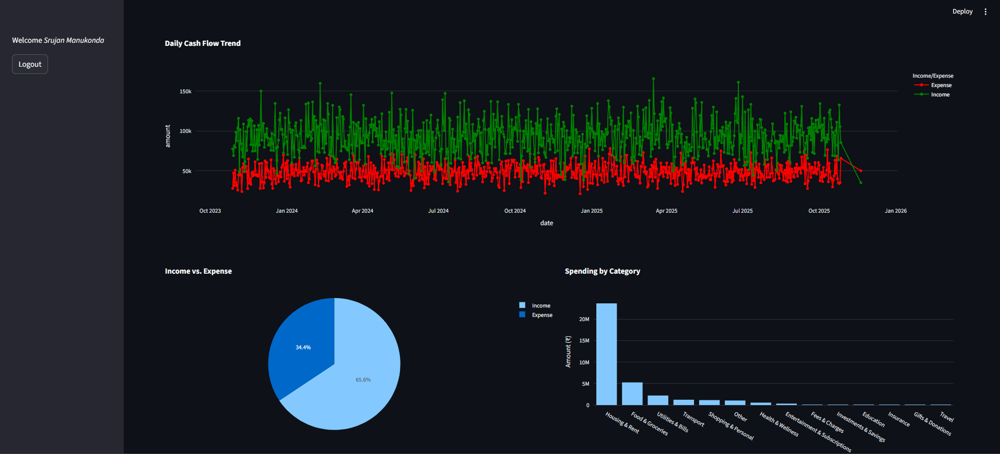 Deploy
Welcome Srujan Manukonda
Logout
Daily Cash Flow Trend
Income/Expense
Expense
Income
150k
100k
50k
amount
Oct 2023
Jan 2024
Apr 2024
Jul 2024
Oct 2024
Jan 2025
Apr 2025
Jul 2025
Oct 2025
Jan 2026
date
Income vs. Expense
Income
Expense
34.4%
65.6%
Spending by Category
20M
15M
10M
5M
0
Amount (₹)
Housing & Rent
Food & Groceries
Utilities & Bills
Transport
Shopping & Personal
Other
Health & Wellness
Entertainment & Subscriptions
Fees & Charges
Investments & Savings
Education
Insurance
Gifts & Donations
Travel